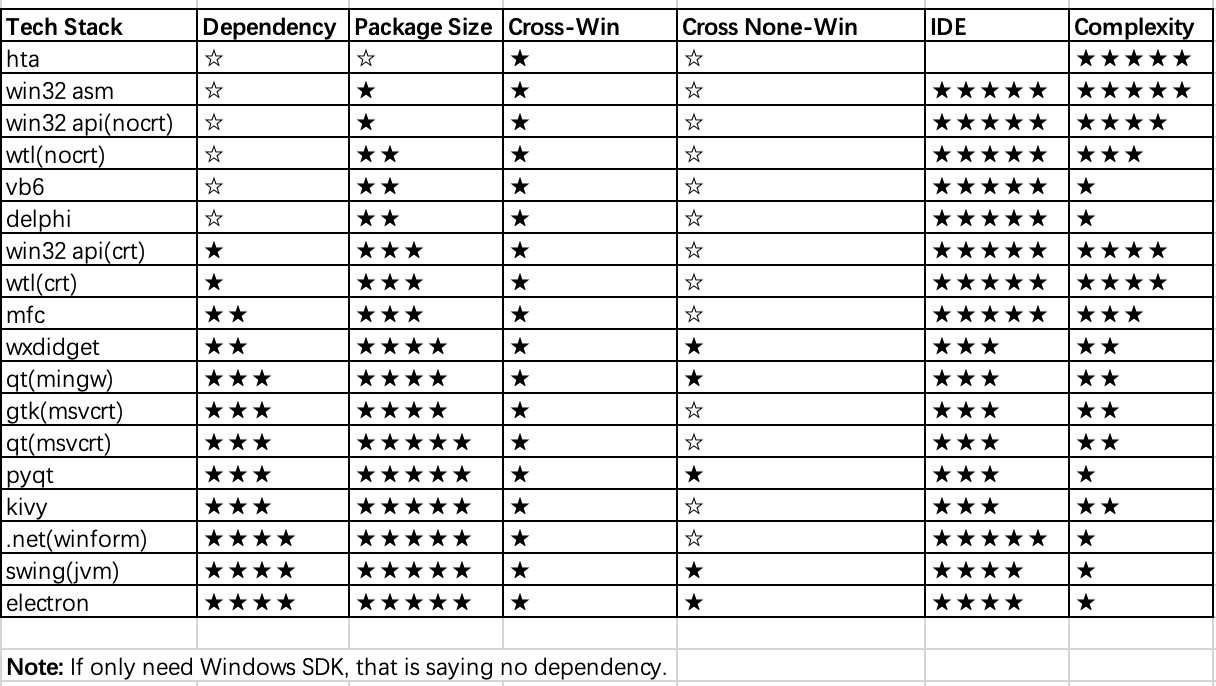 Tech Stack Dependency Package Size Cross-Win Cross None-Win IDE Complexity
hta ☆ ☆ ★ ☆ ★★★★★
win32 asm ☆ ★ ★ ☆ ★★★★★ ★★★★★
win32 api(nocrt) ☆ ★ ★ ☆ ★★★★★ ★★★★
wtl(nocrt) ☆ ★★ ★ ☆ ★★★★★ ★★★
vb6 ☆ ★★ ★ ☆ ★★★★★ ★
delphi ☆ ★★ ★ ☆ ★★★★★ ★
win32 api(crt) ★ ★★★ ★ ☆ ★★★★★ ★★★★
wtl(crt) ★ ★★★ ★ ☆ ★★★★★ ★★★★
mfc ★★ ★★★ ★ ☆ ★★★★★ ★★★
wxdidget ★★ ★★★★ ★ ★ ★★★ ★★
qt(mingw) ★★★ ★★★★ ★ ★ ★★★ ★★
gtk(msvcrt) ★★★ ★★★★ ★ ☆ ★★★ ★★
qt(msvcrt) ★★★ ★★★★★ ★ ☆ ★★★ ★★
pyqt ★★★ ★★★★★ ★ ★ ★★★ ★
kivy ★★★ ★★★★★ ★ ☆ ★★★ ★★
.net(winform) ★★★★ ★★★★★ ★ ☆ ★★★★★ ★
swing(jvm) ★★★★ ★★★★★ ★ ★ ★★★★ ★
electron ★★★★ ★★★★★ ★ ★ ★★★★ ★
Note: If only need Windows SDK, that is saying no dependency.